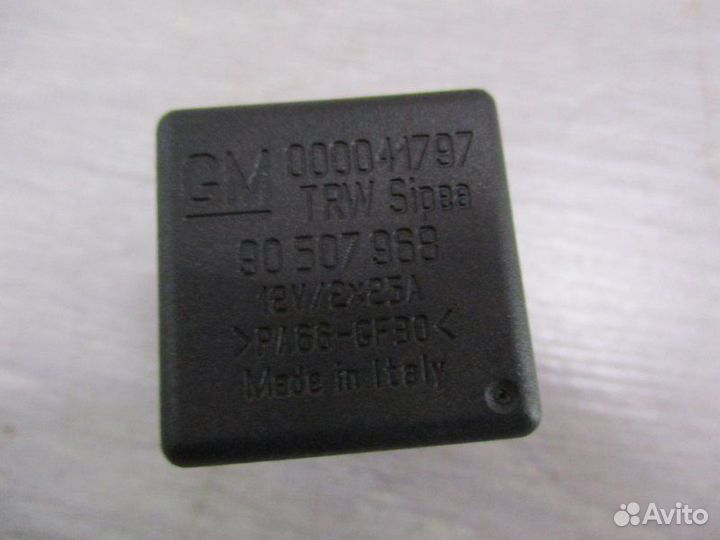 GM 000041797
TRW Sipea
90 507 968
12V/2x25A
>PA66-GF30<
Made in Italy
Avito